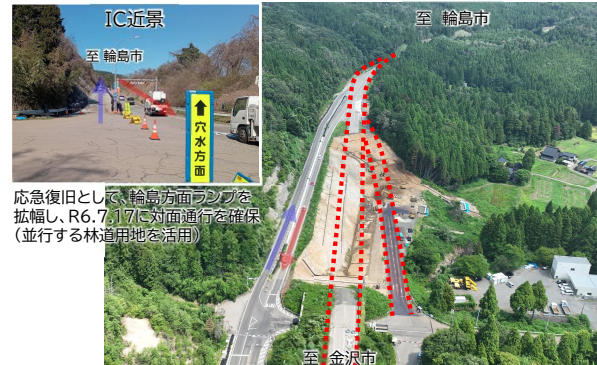 IC近景
至 輪島市
↑穴水方面
応急復旧として、輪島方面ランプを
拡幅し、R6.7.17に対面通行を確保
(並行する林道用地を活用)
至 輪島市
至 金沢市